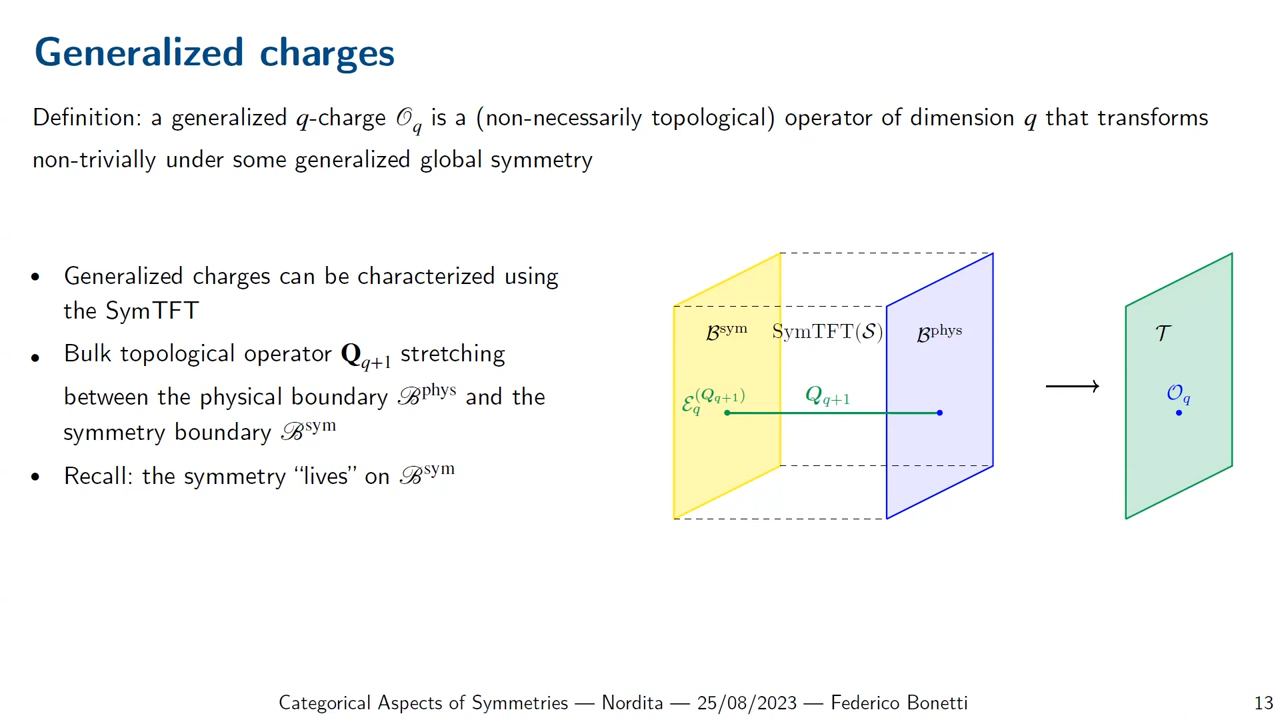 Generalized charges
Definition: a generalized q-charge 𝒪_q is a (non-necessarily topological) operator of dimension q that transforms
non-trivially under some generalized global symmetry
• Generalized charges can be characterized using
the SymTFT
• Bulk topological operator Q_{q+1} stretching
between the physical boundary ℬ^phys and the
symmetry boundary ℬ^sym
• Recall: the symmetry “lives” on ℬ^sym
ℬ^sym
SymTFT(𝒮)
ℬ^phys
ℰ_q^{(Q_{q+1})}
Q_{q+1}
𝒯
𝒪_q
Categorical Aspects of Symmetries — Nordita — 25/08/2023 — Federico Bonetti
13